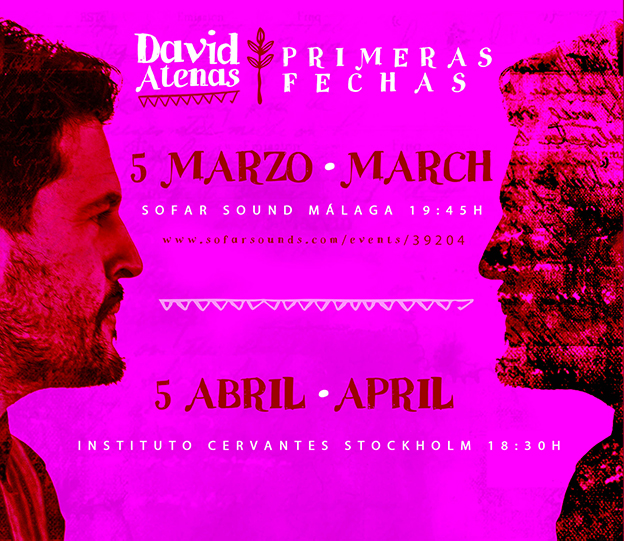 David
Atenas
PRIMERAS
FECHAS
5 MARZO · MARCH
SOFAR SOUND MÁLAGA 19:45H
www.sofarsounds.com/events/39204
5 ABRIL · APRIL
INSTITUTO CERVANTES STOCKHOLM 18:30H